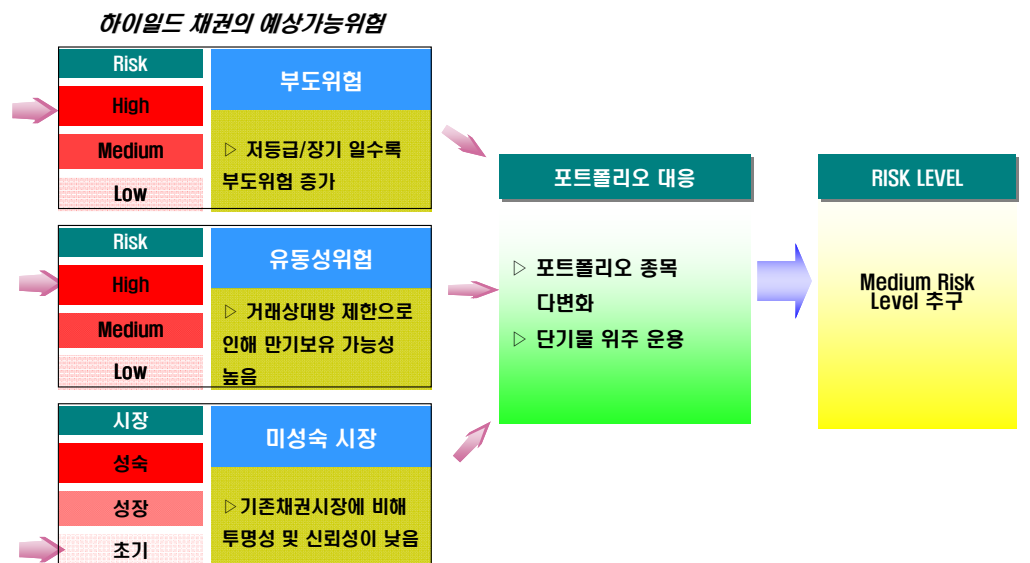 하이일드 채권의 예상가능위험
Risk
High
Medium
Low
부도위험
▷ 저등급/장기 일수록
부도위험 증가
Risk
High
Medium
Low
유동성위험
▷ 거래상대방 제한으로
인해 만기보유 가능성
높음
시장
성숙
성장
초기
미성숙 시장
▷기존채권시장에 비해
투명성 및 신뢰성이 낮음
포트폴리오 대응
▷ 포트폴리오 종목
다변화
▷ 단기물 위주 운용
RISK LEVEL
Medium Risk
Level 추구